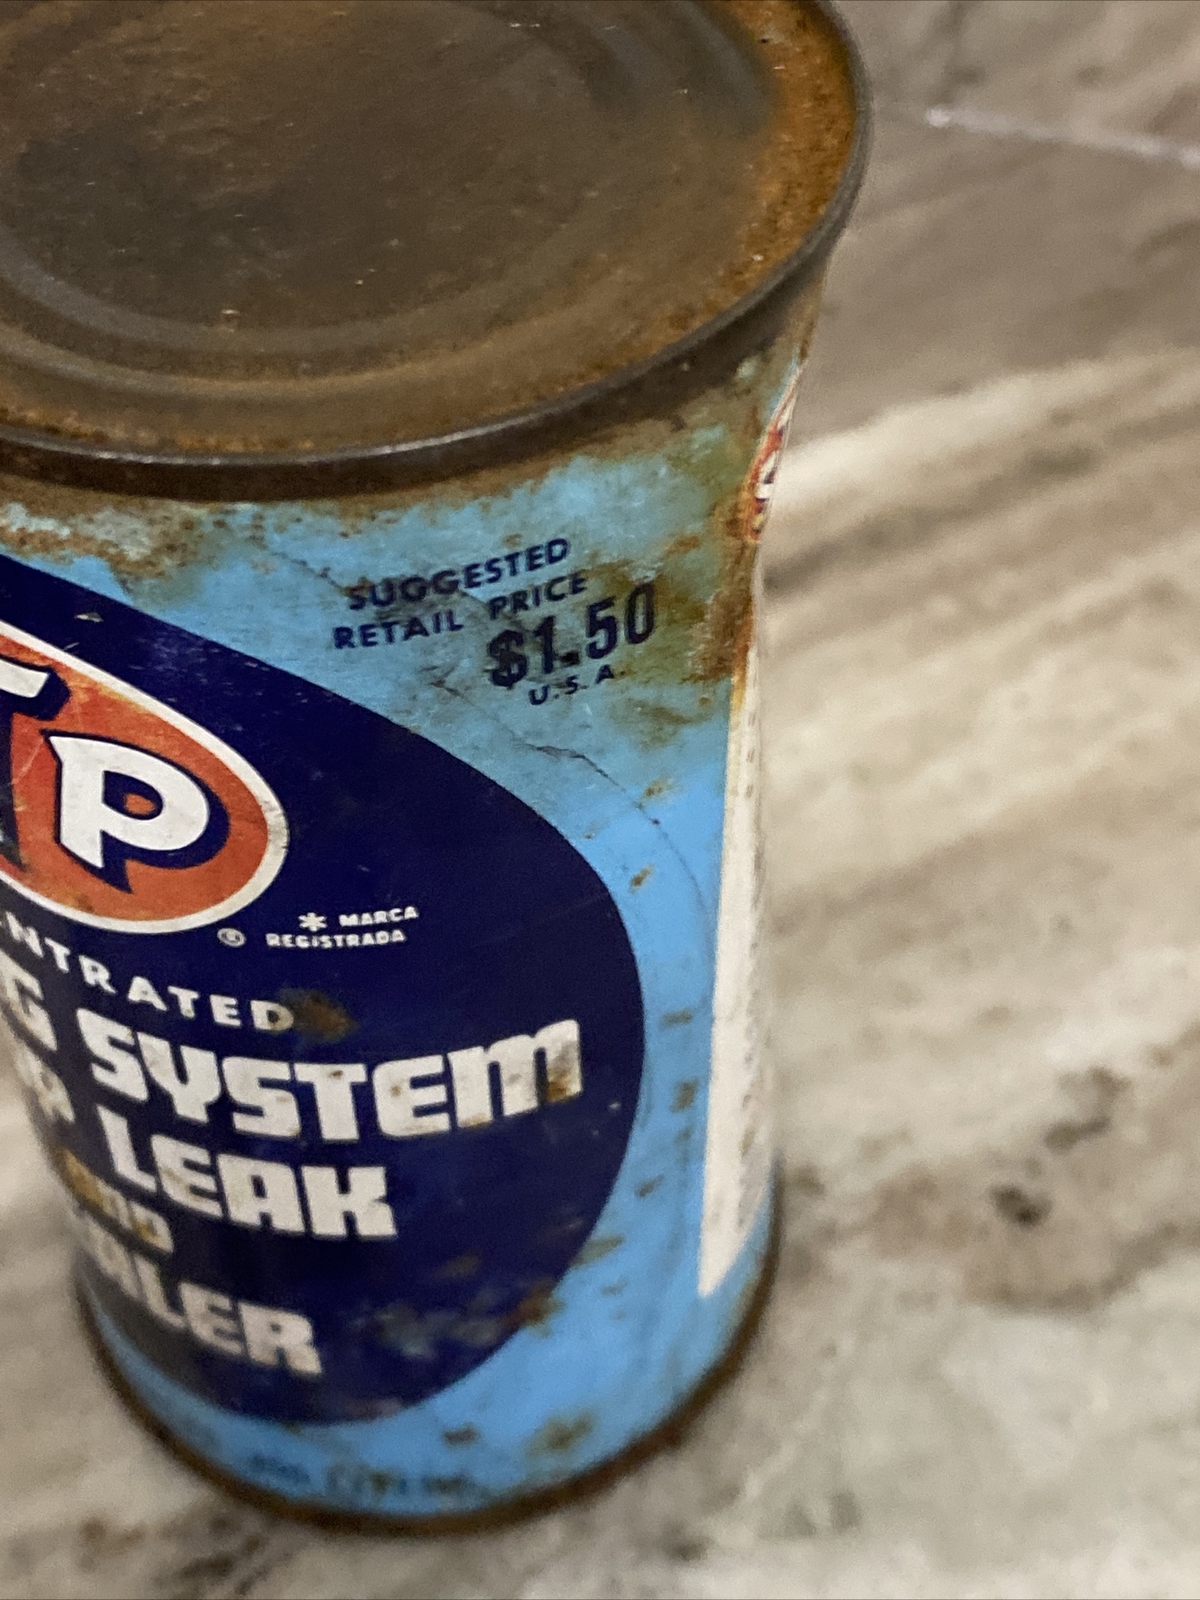 SUGGESTED
RETAIL PRICE
$1.50
U.S.A.
TP
® * MARCA
REGISTRADA
NTRATED
G SYSTEM
LEAK
LER